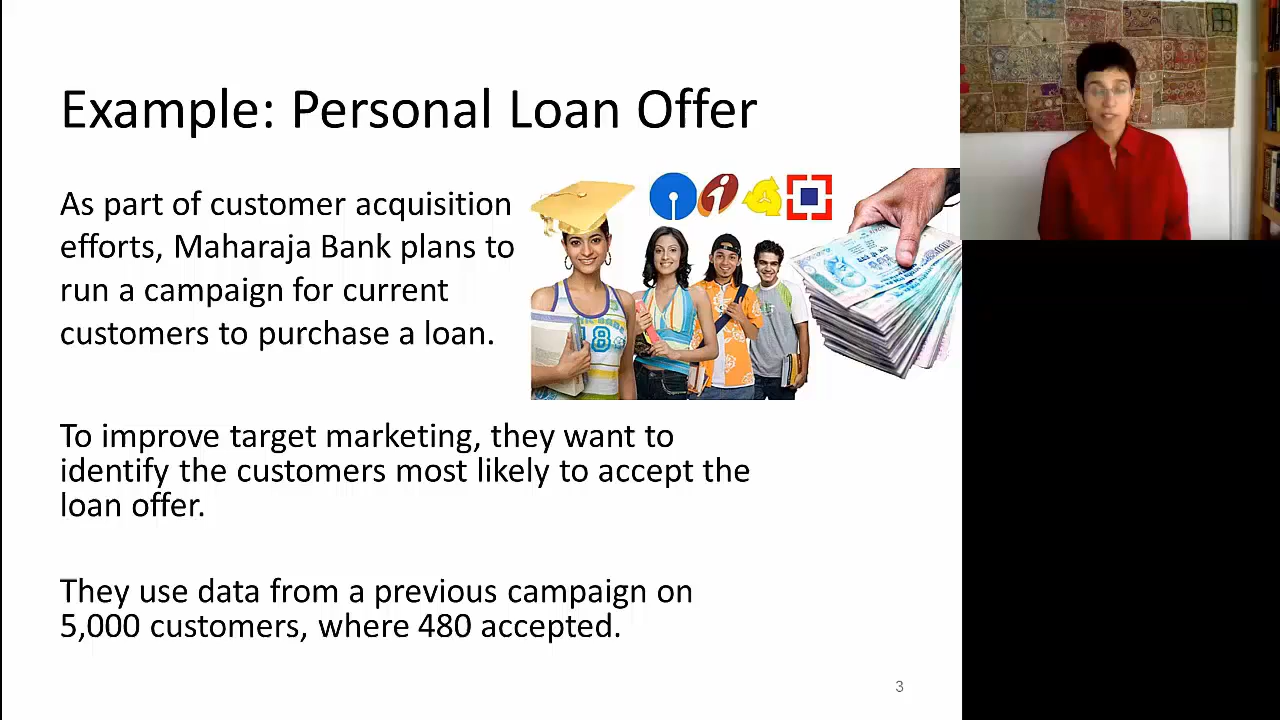 Example: Personal Loan Offer
As part of customer acquisition
efforts, Maharaja Bank plans to
run a campaign for current
customers to purchase a loan.
18
To improve target marketing, they want to
identify the customers most likely to accept the
loan offer.
They use data from a previous campaign on
5,000 customers, where 480 accepted.
3